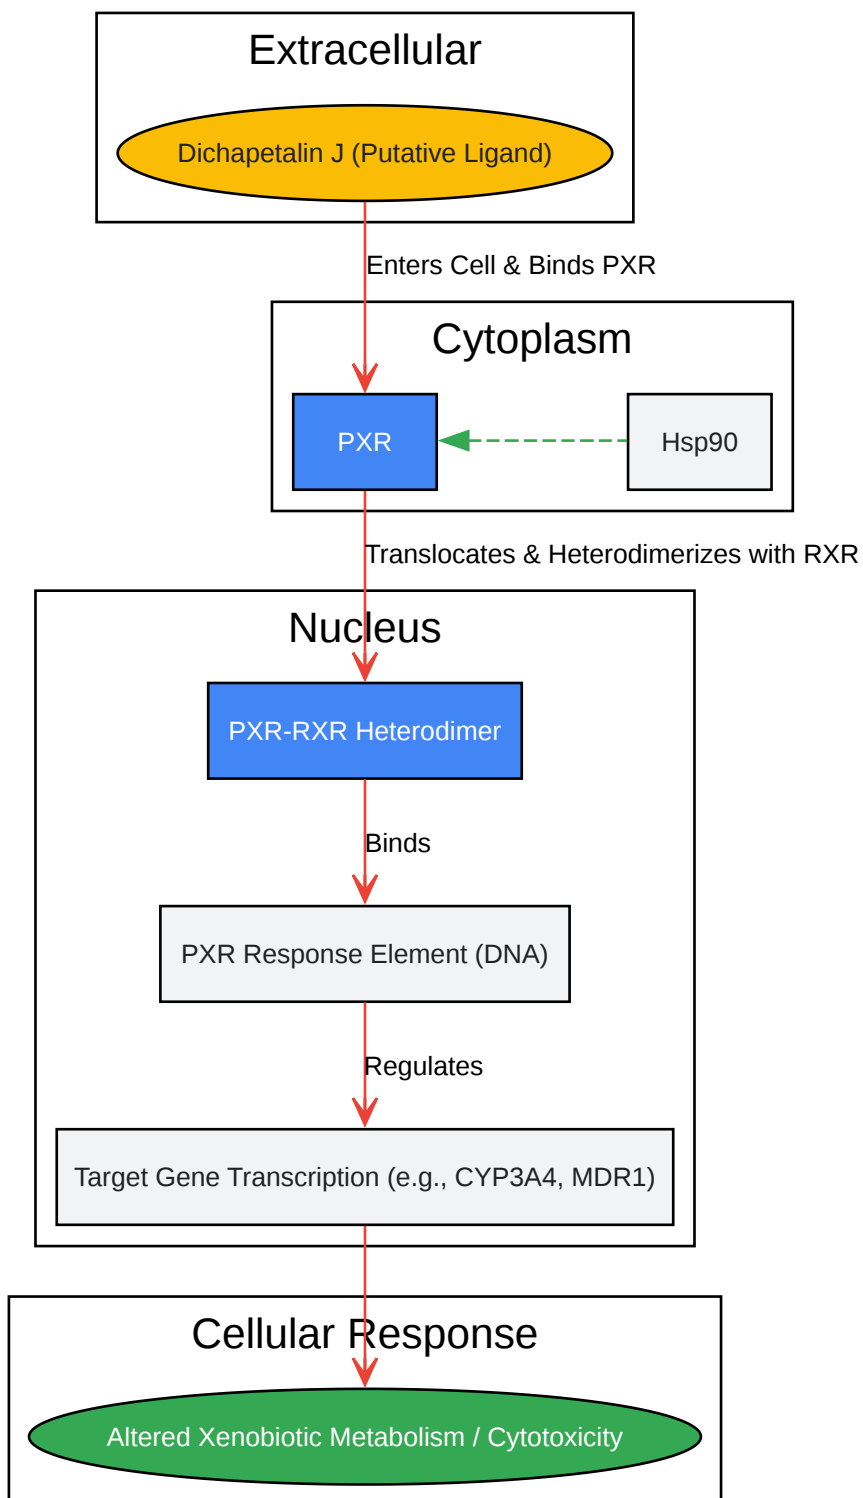 Extracellular
Dichapetalin J (Putative Ligand)
Enters Cell & Binds PXR
Cytoplasm
PXR
Hsp90
Translocates & Heterodimerizes with RXR
Nucleus
PXR-RXR Heterodimer
Binds
PXR Response Element (DNA)
Regulates
Target Gene Transcription (e.g., CYP3A4, MDR1)
Cellular Response
Altered Xenobiotic Metabolism / Cytotoxicity